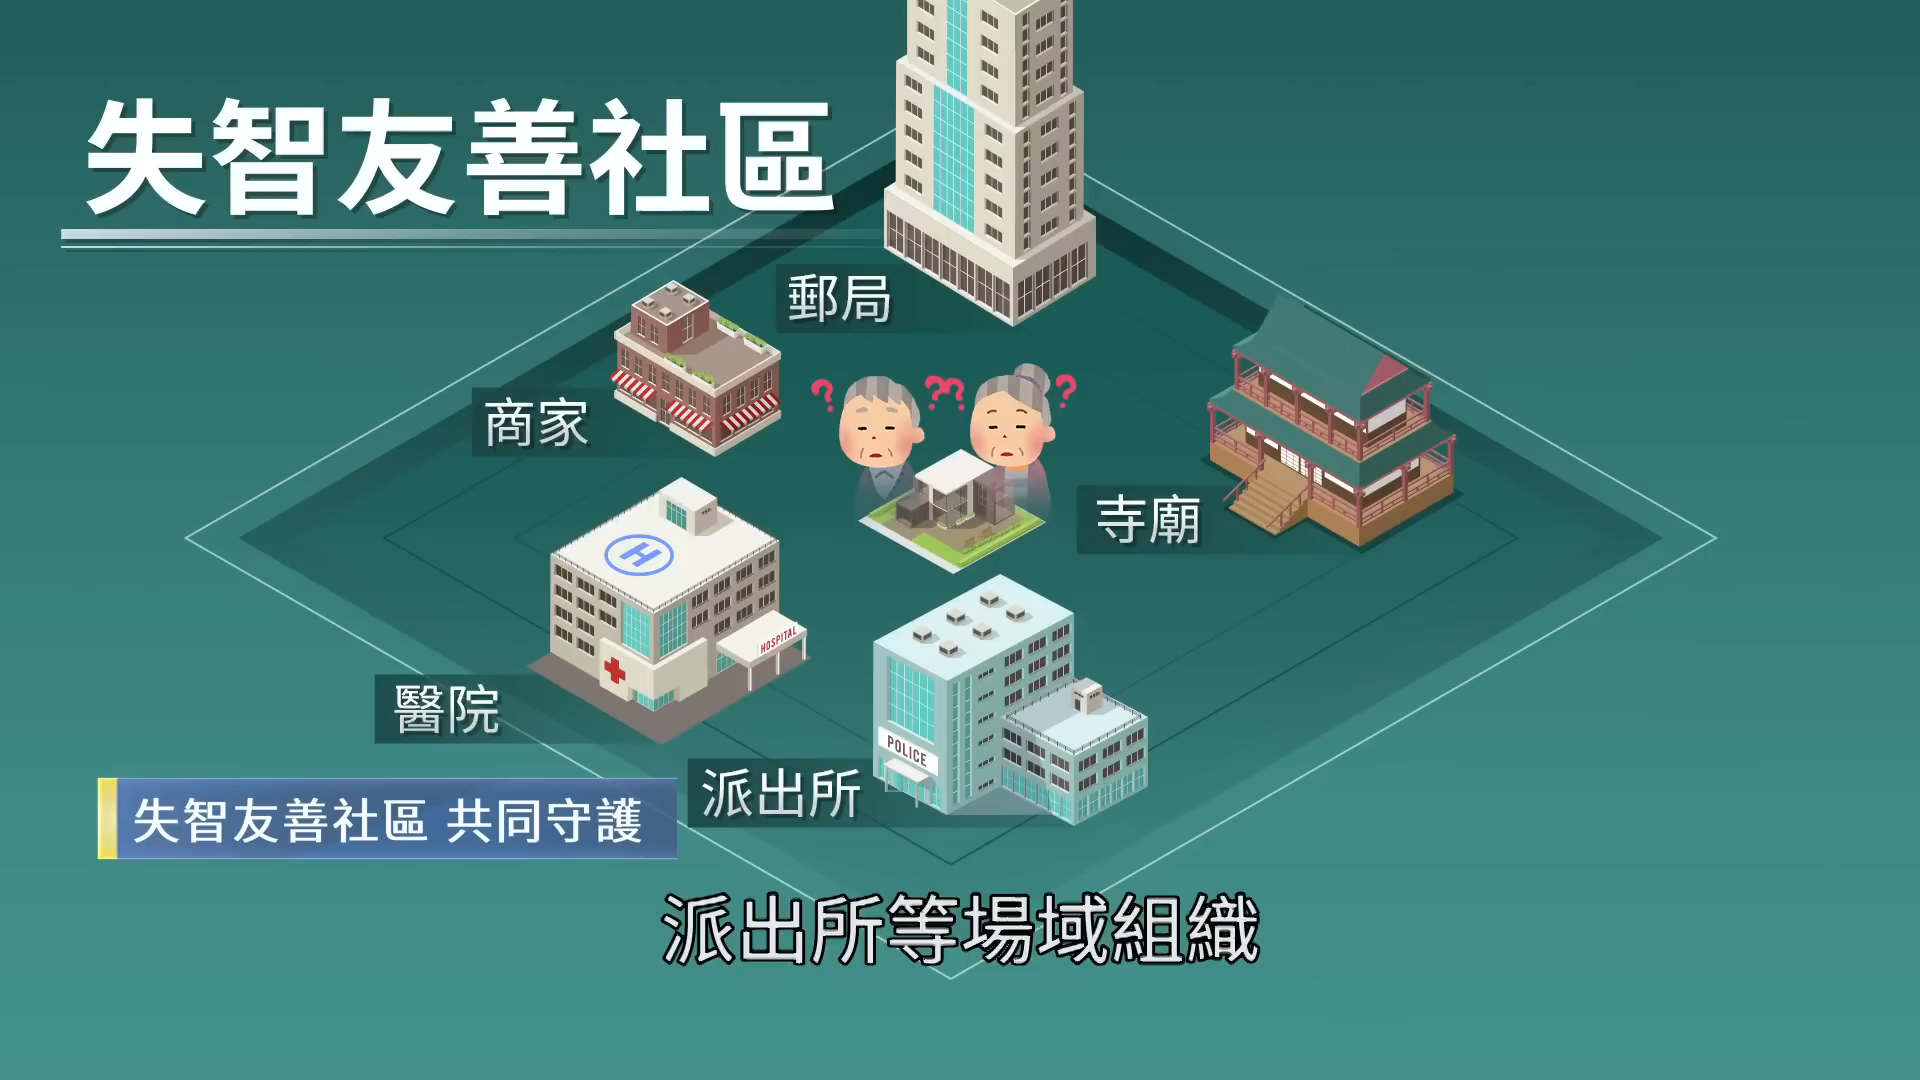 失智友善社區
郵局
商家
寺廟
HOSPITAL
醫院
POLICE
派出所
失智友善社區 共同守護
派出所等場域組織